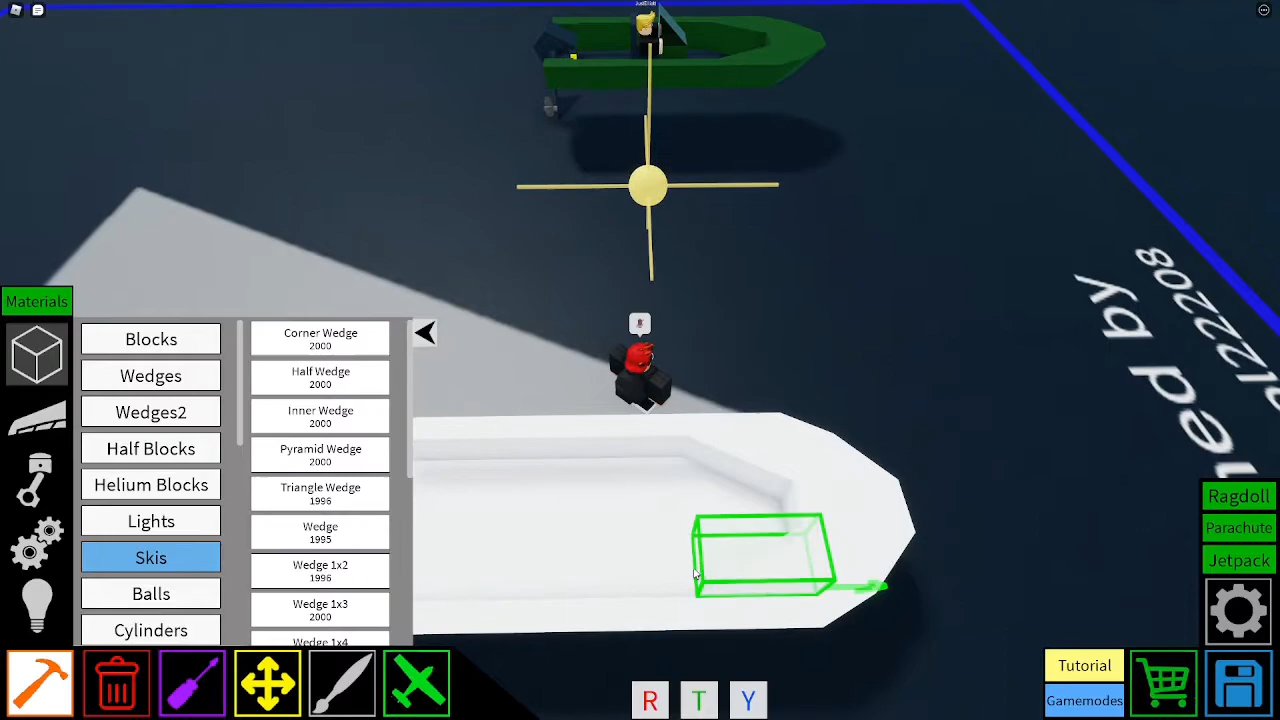 Materials
Blocks
Wedges
Wedges2
Half Blocks
Helium Blocks
Lights
Skis
Balls
Cylinders
Corner Wedge
2000
Half Wedge
2000
Inner Wedge
2000
Pyramid Wedge
2000
Triangle Wedge
1996
Wedge
1995
Wedge 1x2
1996
Wedge 1x3
2000
Wedge 1x4
by
Ragdoll
Parachute
Jetpack
Tutorial
Gamemodes
R T Y